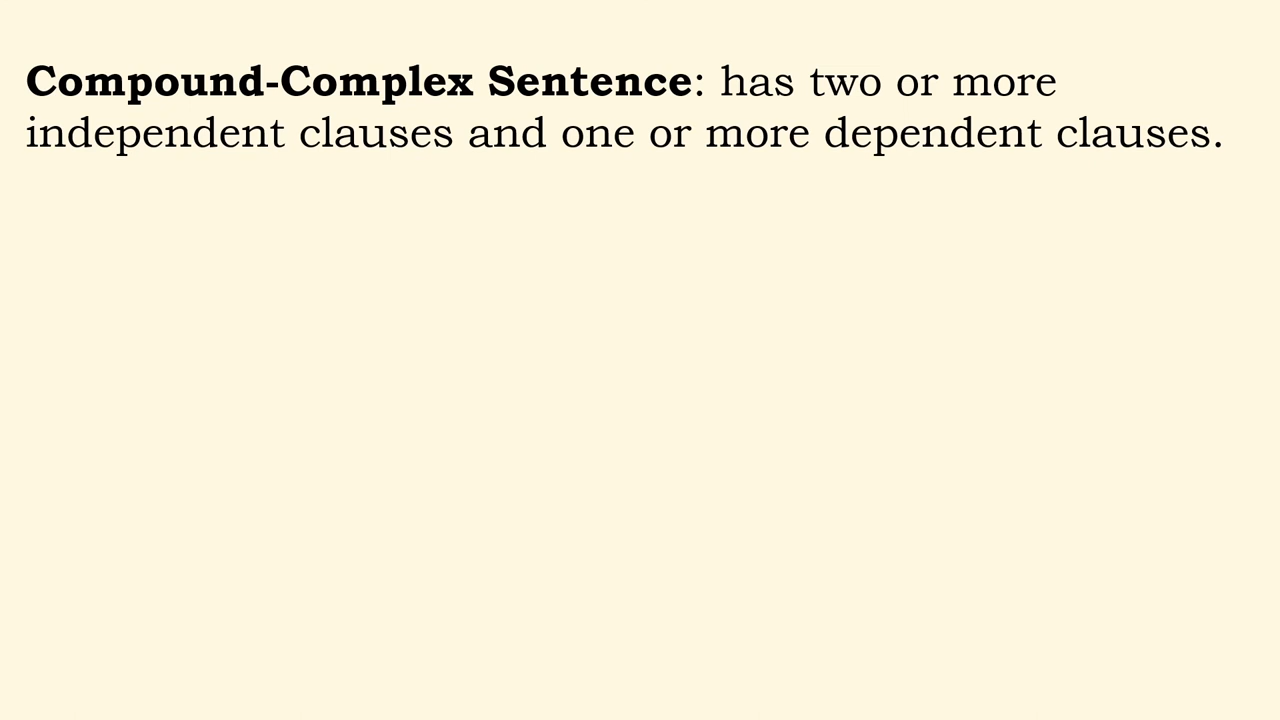 Compound-Complex Sentence: has two or more
independent clauses and one or more dependent clauses.